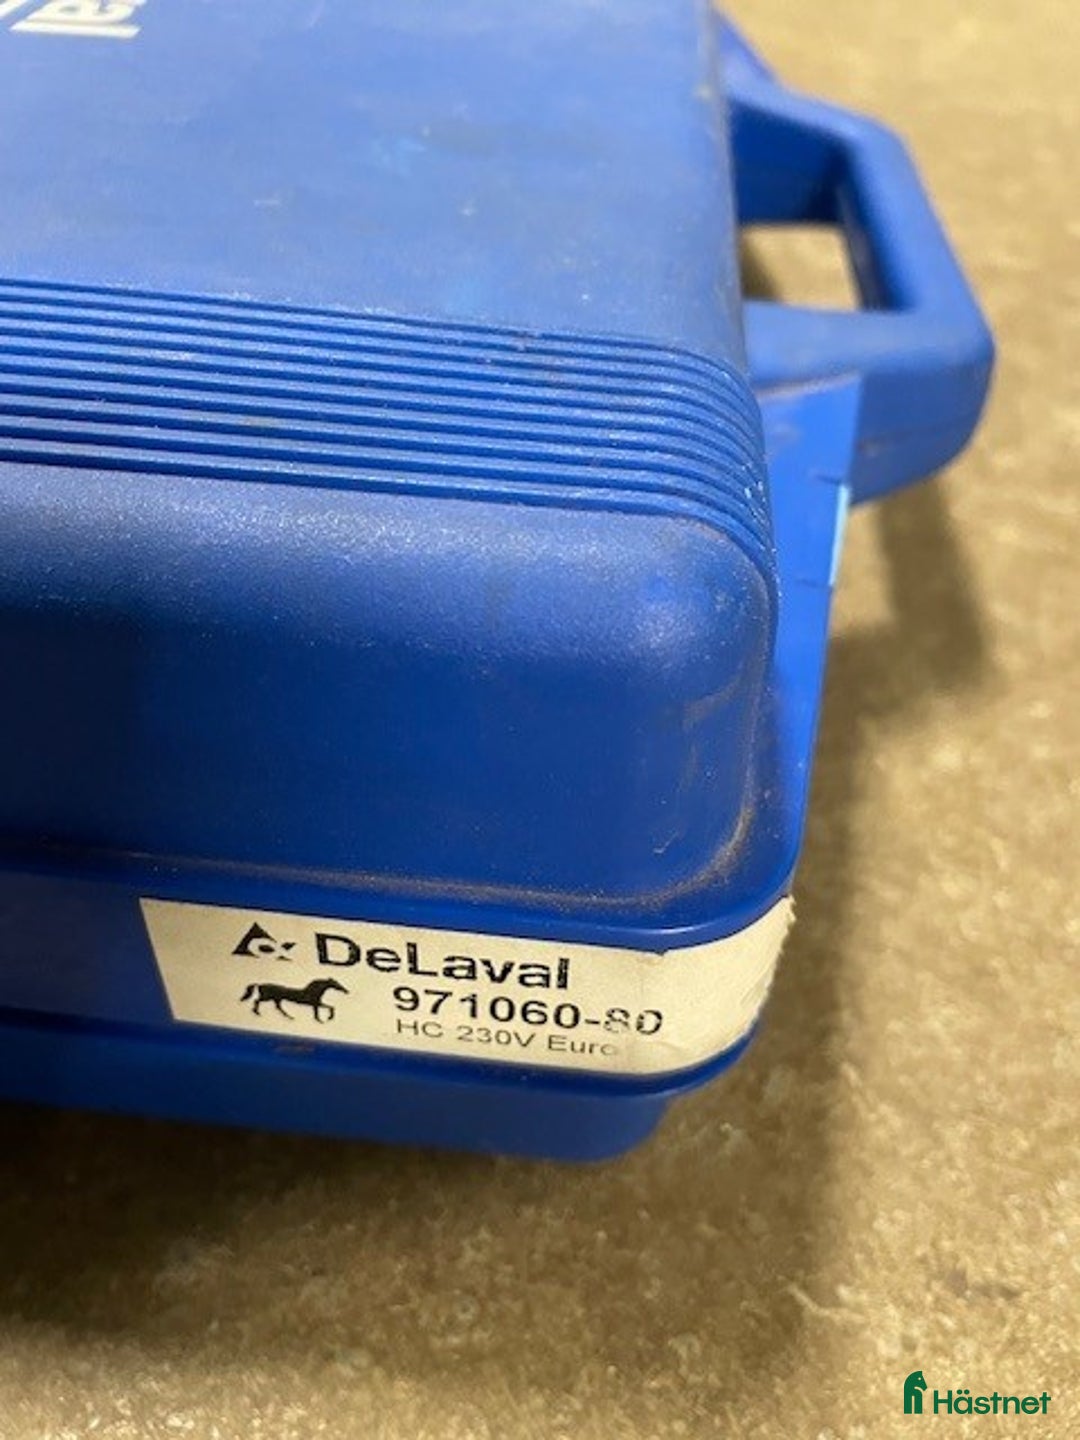 DeLaval
971060-80
HC 230V Euro
Hästnet